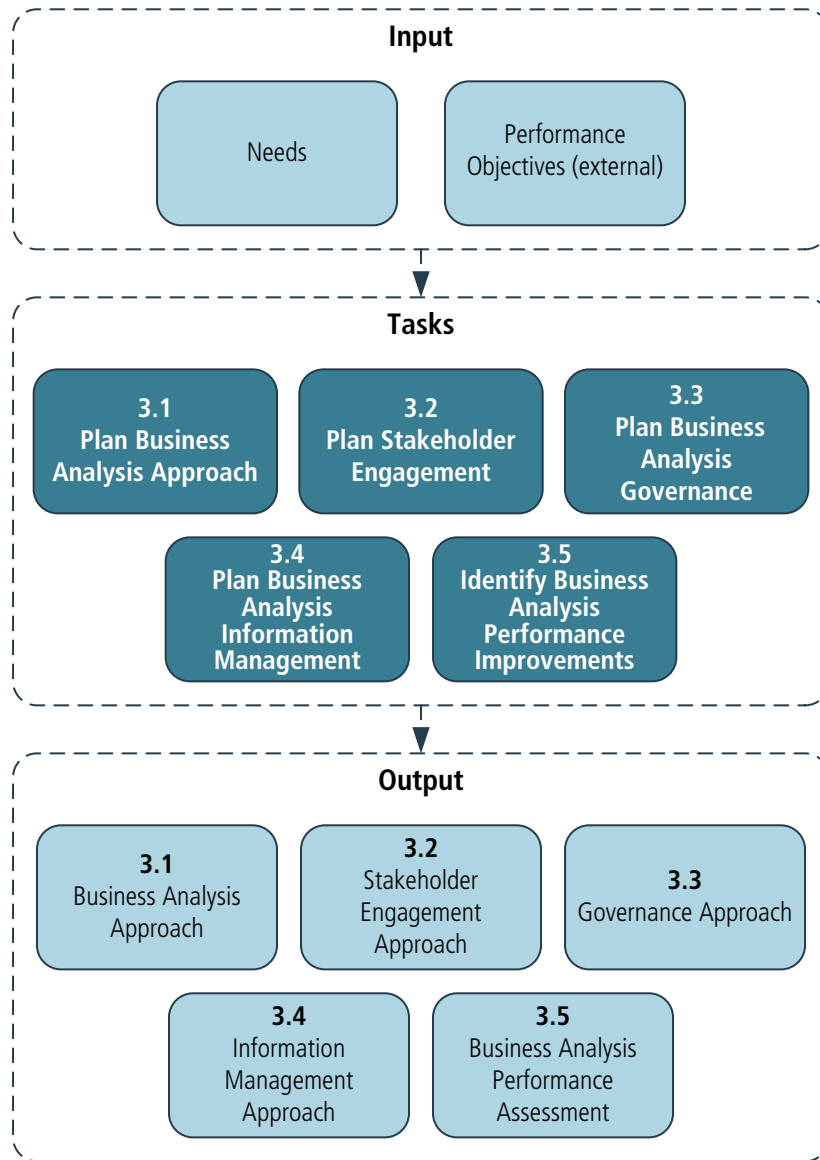 Input
Needs
Performance
Objectives (external)
Tasks
3.1
Plan Business
Analysis Approach
3.2
Plan Stakeholder
Engagement
3.3
Plan Business
Analysis
Governance
3.4
Plan Business
Analysis
Information
Management
3.5
Identify Business
Analysis
Performance
Improvements
Output
3.1
Business Analysis
Approach
3.2
Stakeholder
Engagement
Approach
3.3
Governance Approach
3.4
Information
Management
Approach
3.5
Business Analysis
Performance
Assessment